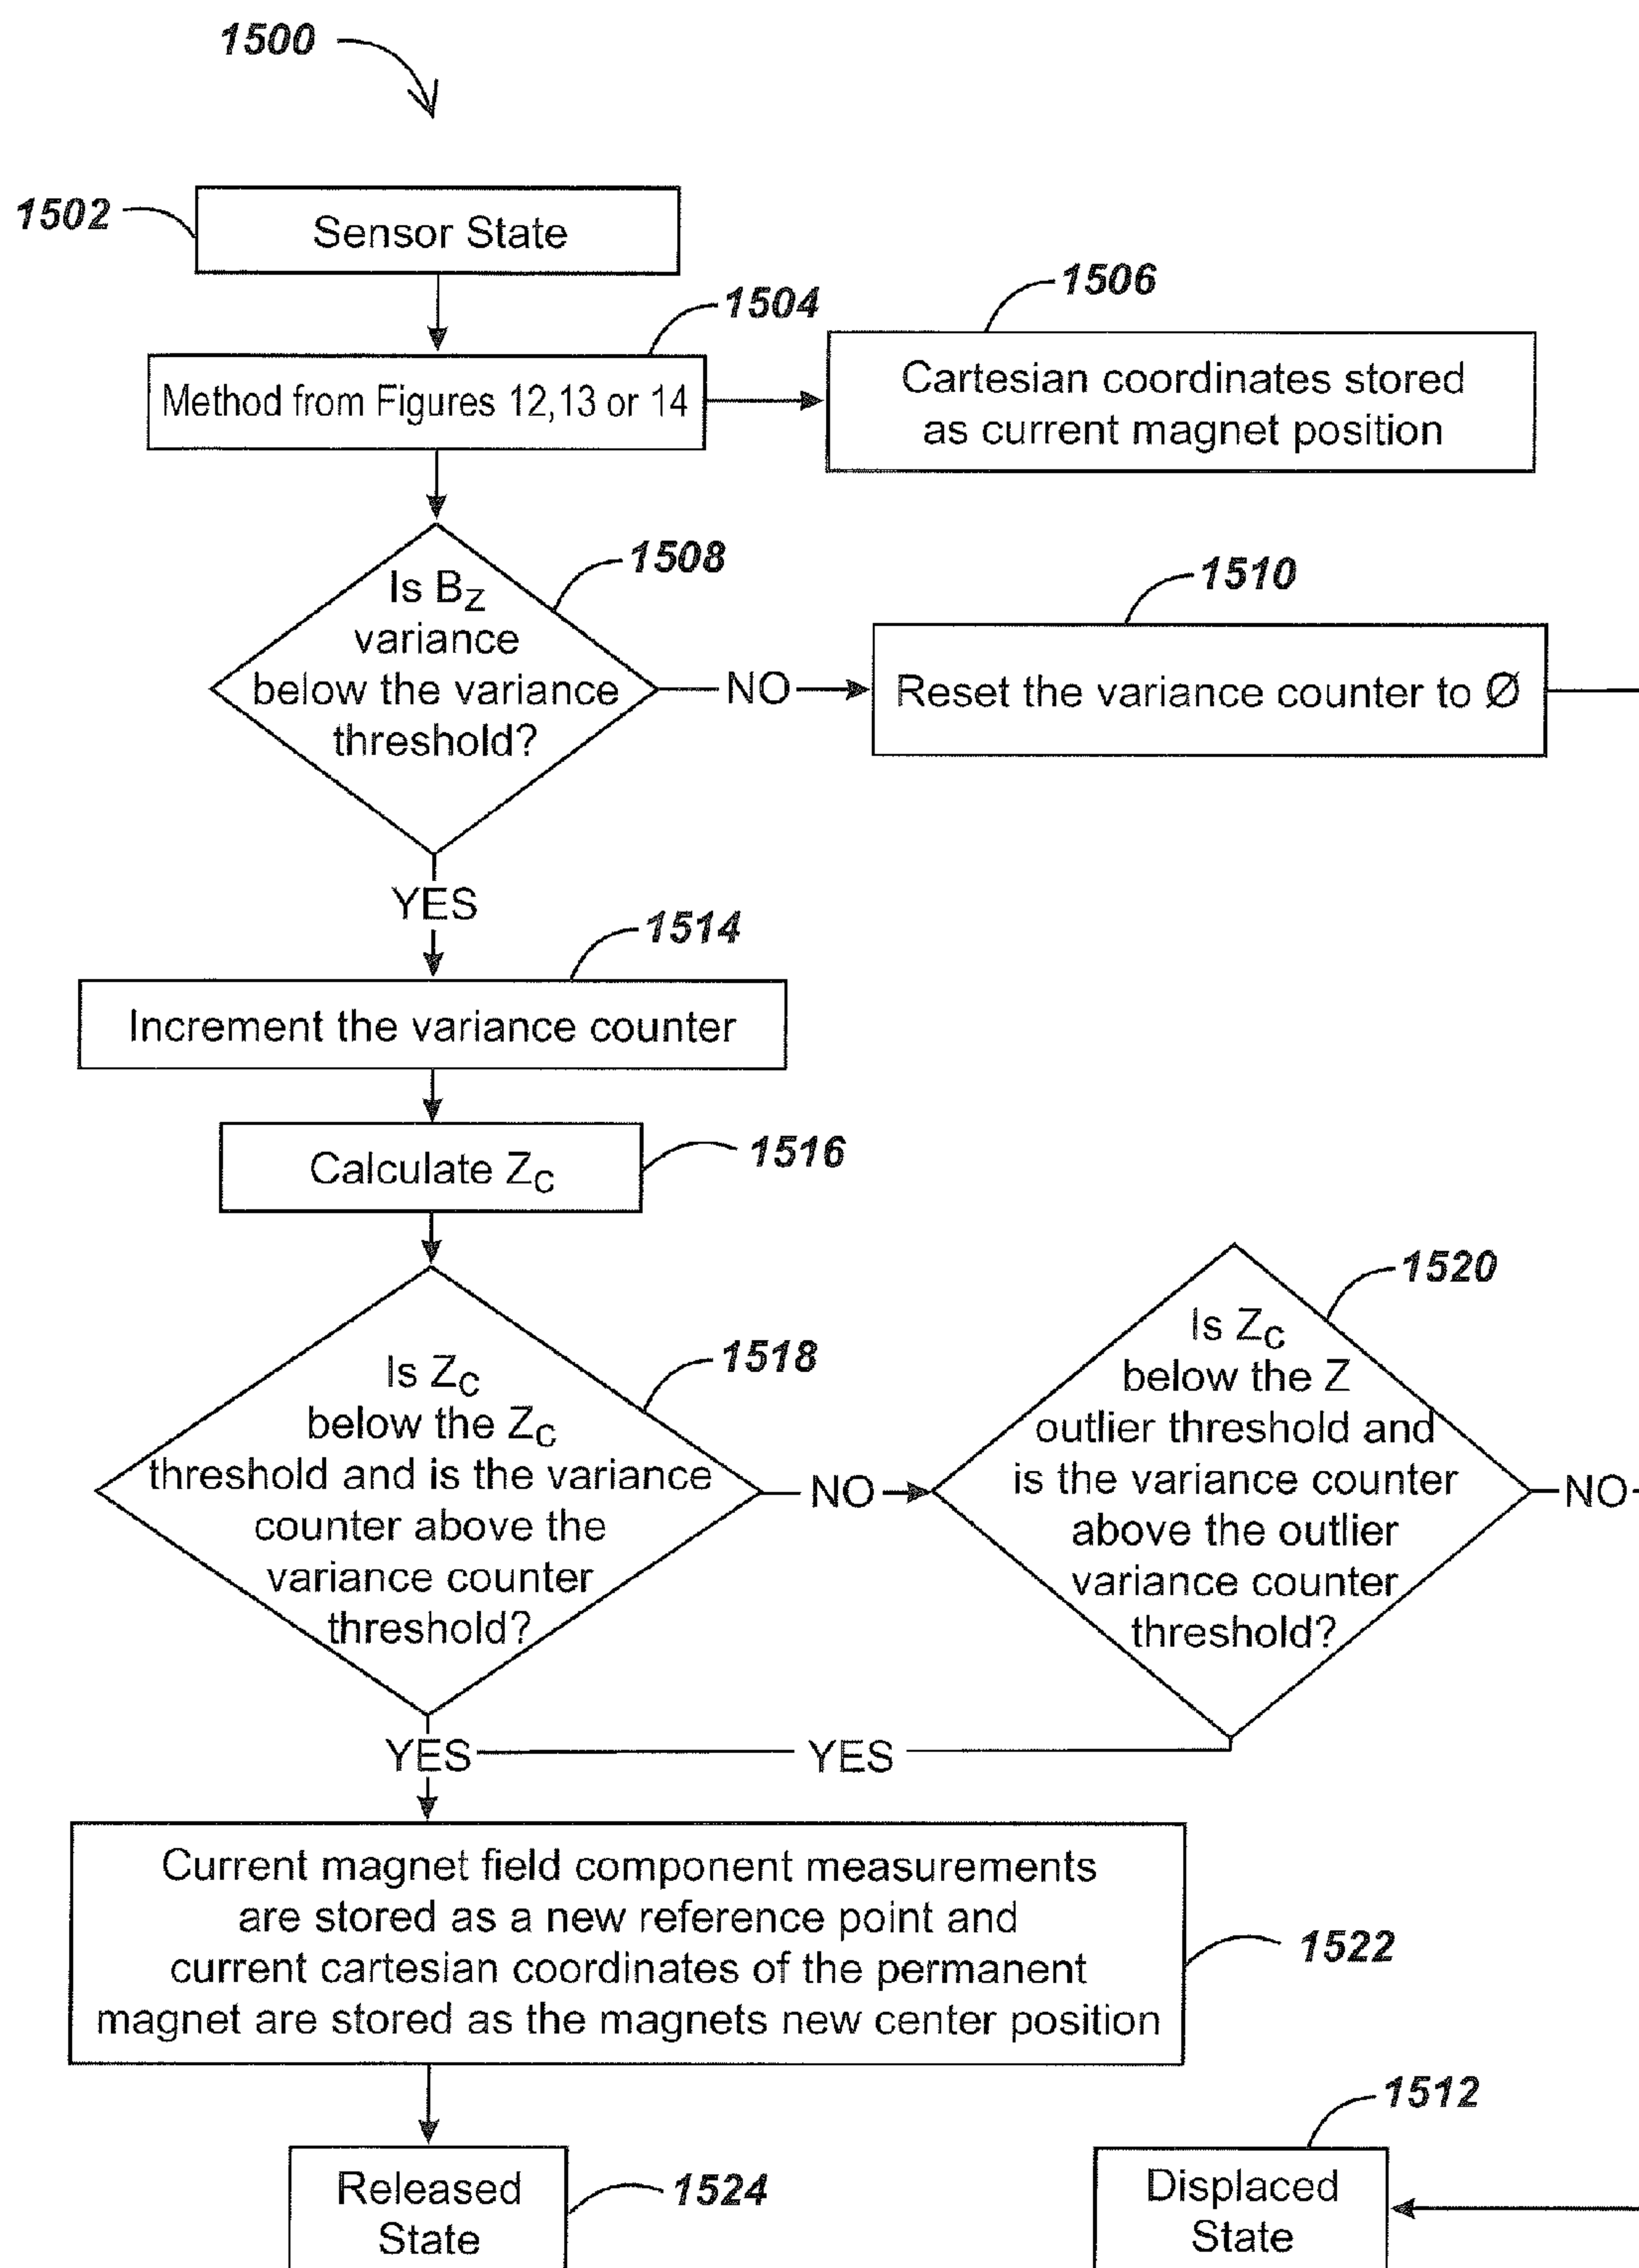 1500
1502
Sensor State
1504
1506
Method from Figures 12,13 or 14
Cartesian coordinates stored
as current magnet position
1508
1510
Is BZ
variance
below the variance
threshold?
NO
Reset the variance counter to Ø
YES
1514
Increment the variance counter
1516
Calculate ZC
1518
1520
Is ZC
below the ZC
threshold and is the variance
counter above the
variance counter
threshold?
NO
Is ZC
below the Z
outlier threshold and
is the variance counter
above the outlier
variance counter
threshold?
NO
YES
YES
Current magnet field component measurements
are stored as a new reference point and
current cartesian coordinates of the permanent
magnet are stored as the magnets new center position
1522
1512
Released
State
1524
Displaced
State